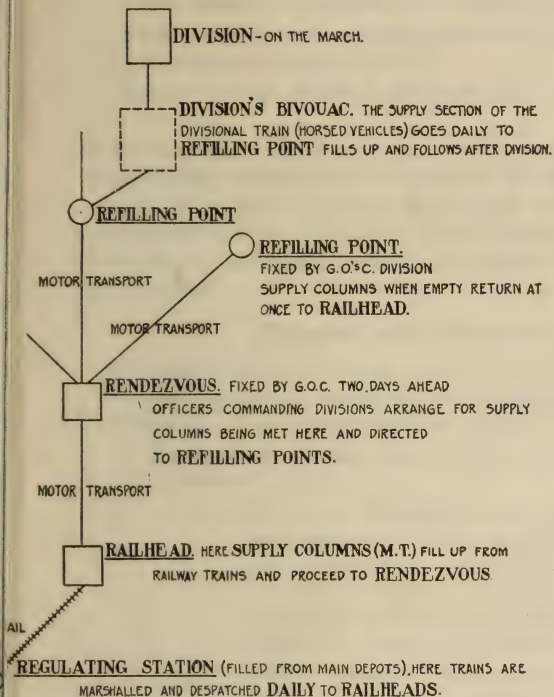 DIVISION - ON THE MARCH.
DIVISION'S BIVOUAC. THE SUPPLY SECTION OF THE
DIVISIONAL TRAIN (HORSED VEHICLES) GOES DAILY TO
REFILLING POINT FILLS UP AND FOLLOWS AFTER DIVISION.
REFILLING POINT
REFILLING POINT.
FIXED BY G.O.'SC. DIVISION
SUPPLY COLUMNS WHEN EMPTY RETURN AT
ONCE TO RAILHEAD.
MOTOR TRANSPORT
MOTOR TRANSPORT
RENDEZVOUS. FIXED BY G.O.C. TWO DAYS AHEAD
OFFICERS COMMANDING DIVISIONS ARRANGE FOR SUPPLY
COLUMNS BEING MET HERE AND DIRECTED
TO REFILLING POINTS.
MOTOR TRANSPORT
RAILHEAD. HERE SUPPLY COLUMNS (M.T.) FILL UP FROM
RAILWAY TRAINS AND PROCEED TO RENDEZVOUS
AIL
REGULATING STATION (FILLED FROM MAIN DEPOTS), HERE TRAINS ARE
MARSHALLED AND DESPATCHED DAILY TO RAILHEADS.